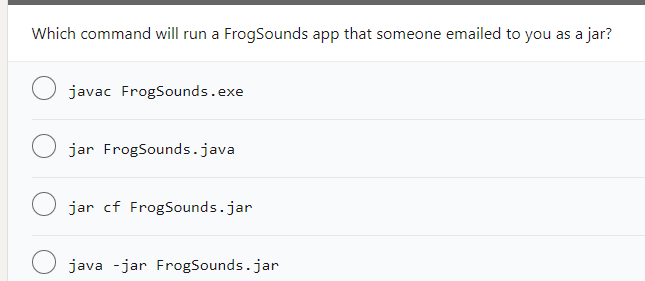 Which command will run a FrogSounds app that someone emailed to you as a jar?
javac FrogSounds.exe
jar FrogSounds.java
jar cf FrogSounds.jar
java -jar FrogSounds.jar